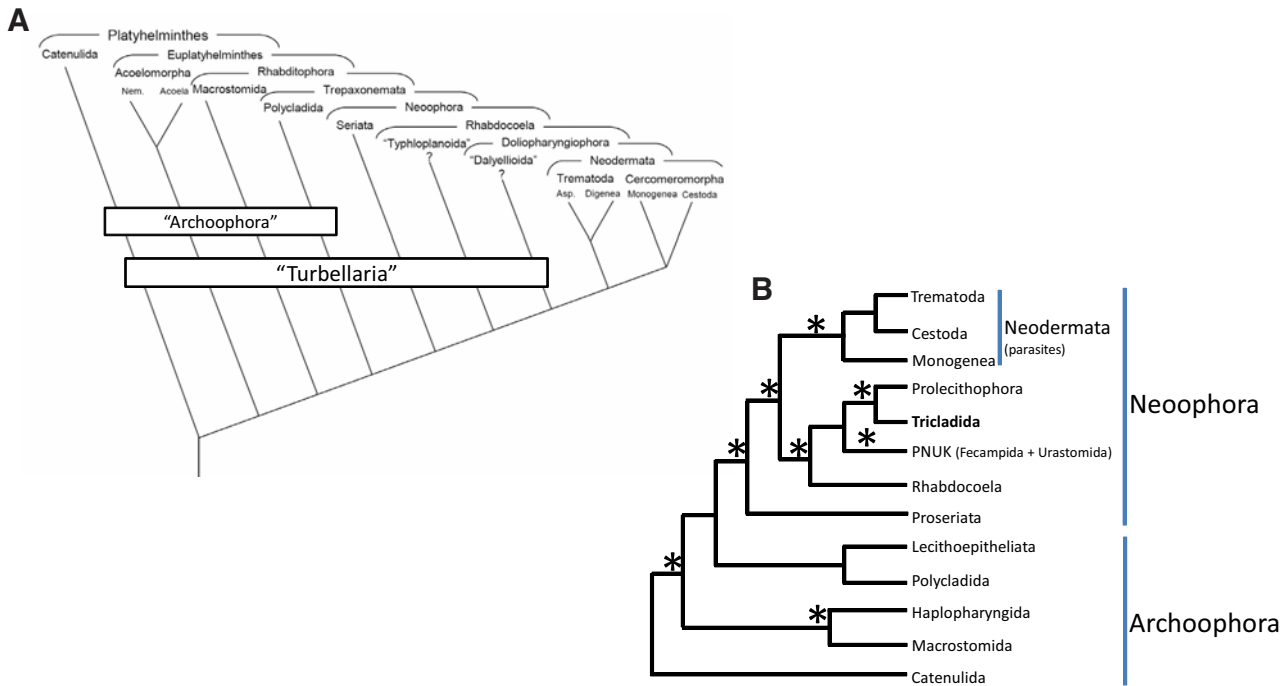 A
Platyhelminthes
Catenulida
Euplatyhelminthes
Acoelomorpha
Rhabditophora
Nem.
Acoela
Macrostomida
Trepaxonemata
Polycladida
Neoophora
Seriata
Rhabdocoela
"Typhloplanoida"
?
Doliopharyngiophora
"Dalyellioida"
?
Neodermata
Trematoda
Cercomeromorpha
Asp.
Digenea
Monogenea
Cestoda
"Archoophora"
"Turbellaria"
B
Trematoda
Cestoda
Monogenea
Neodermata
(parasites)
Prolecithophora
Tricladida
PNUK (Fecampida + Urastomida)
Rhabdocoela
Proseriata
Neoophora
Lecithoepitheliata
Polycladida
Haplopharyngida
Macrostomida
Catenulida
Archoophora
*
*
*
*
*
*
*
*